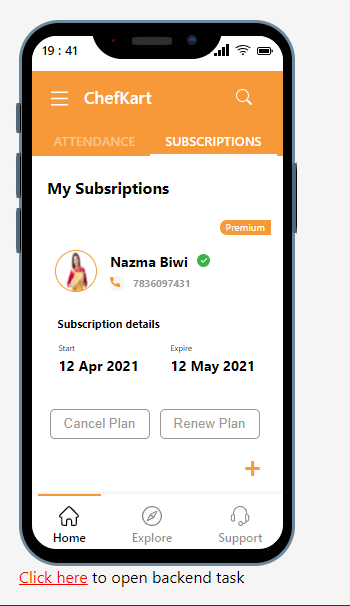 19 : 41
ChefKart
ATTENDANCE SUBSCRIPTIONS
My Subsriptions
Premium
Nazma Biwi
7836097431
Subscription details
Start Expire
12 Apr 2021 12 May 2021
Cancel Plan Renew Plan
+
Home Explore Support
Click here to open backend task